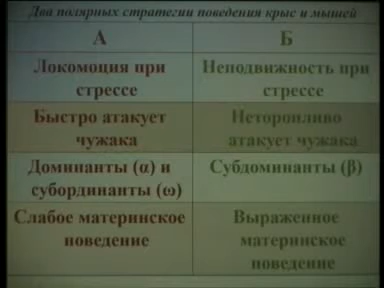 Два полярных стратегии поведения крыс и мышей
А
Б
Локомоция при
стрессе
Неподвижность при
стрессе
Быстро атакует
чужака
Неторопливо
атакует чужака
Доминанты (α) и
субординанты (ω)
Субдоминанты (β)
Слабое материнское
поведение
Выраженное
материнское
поведение